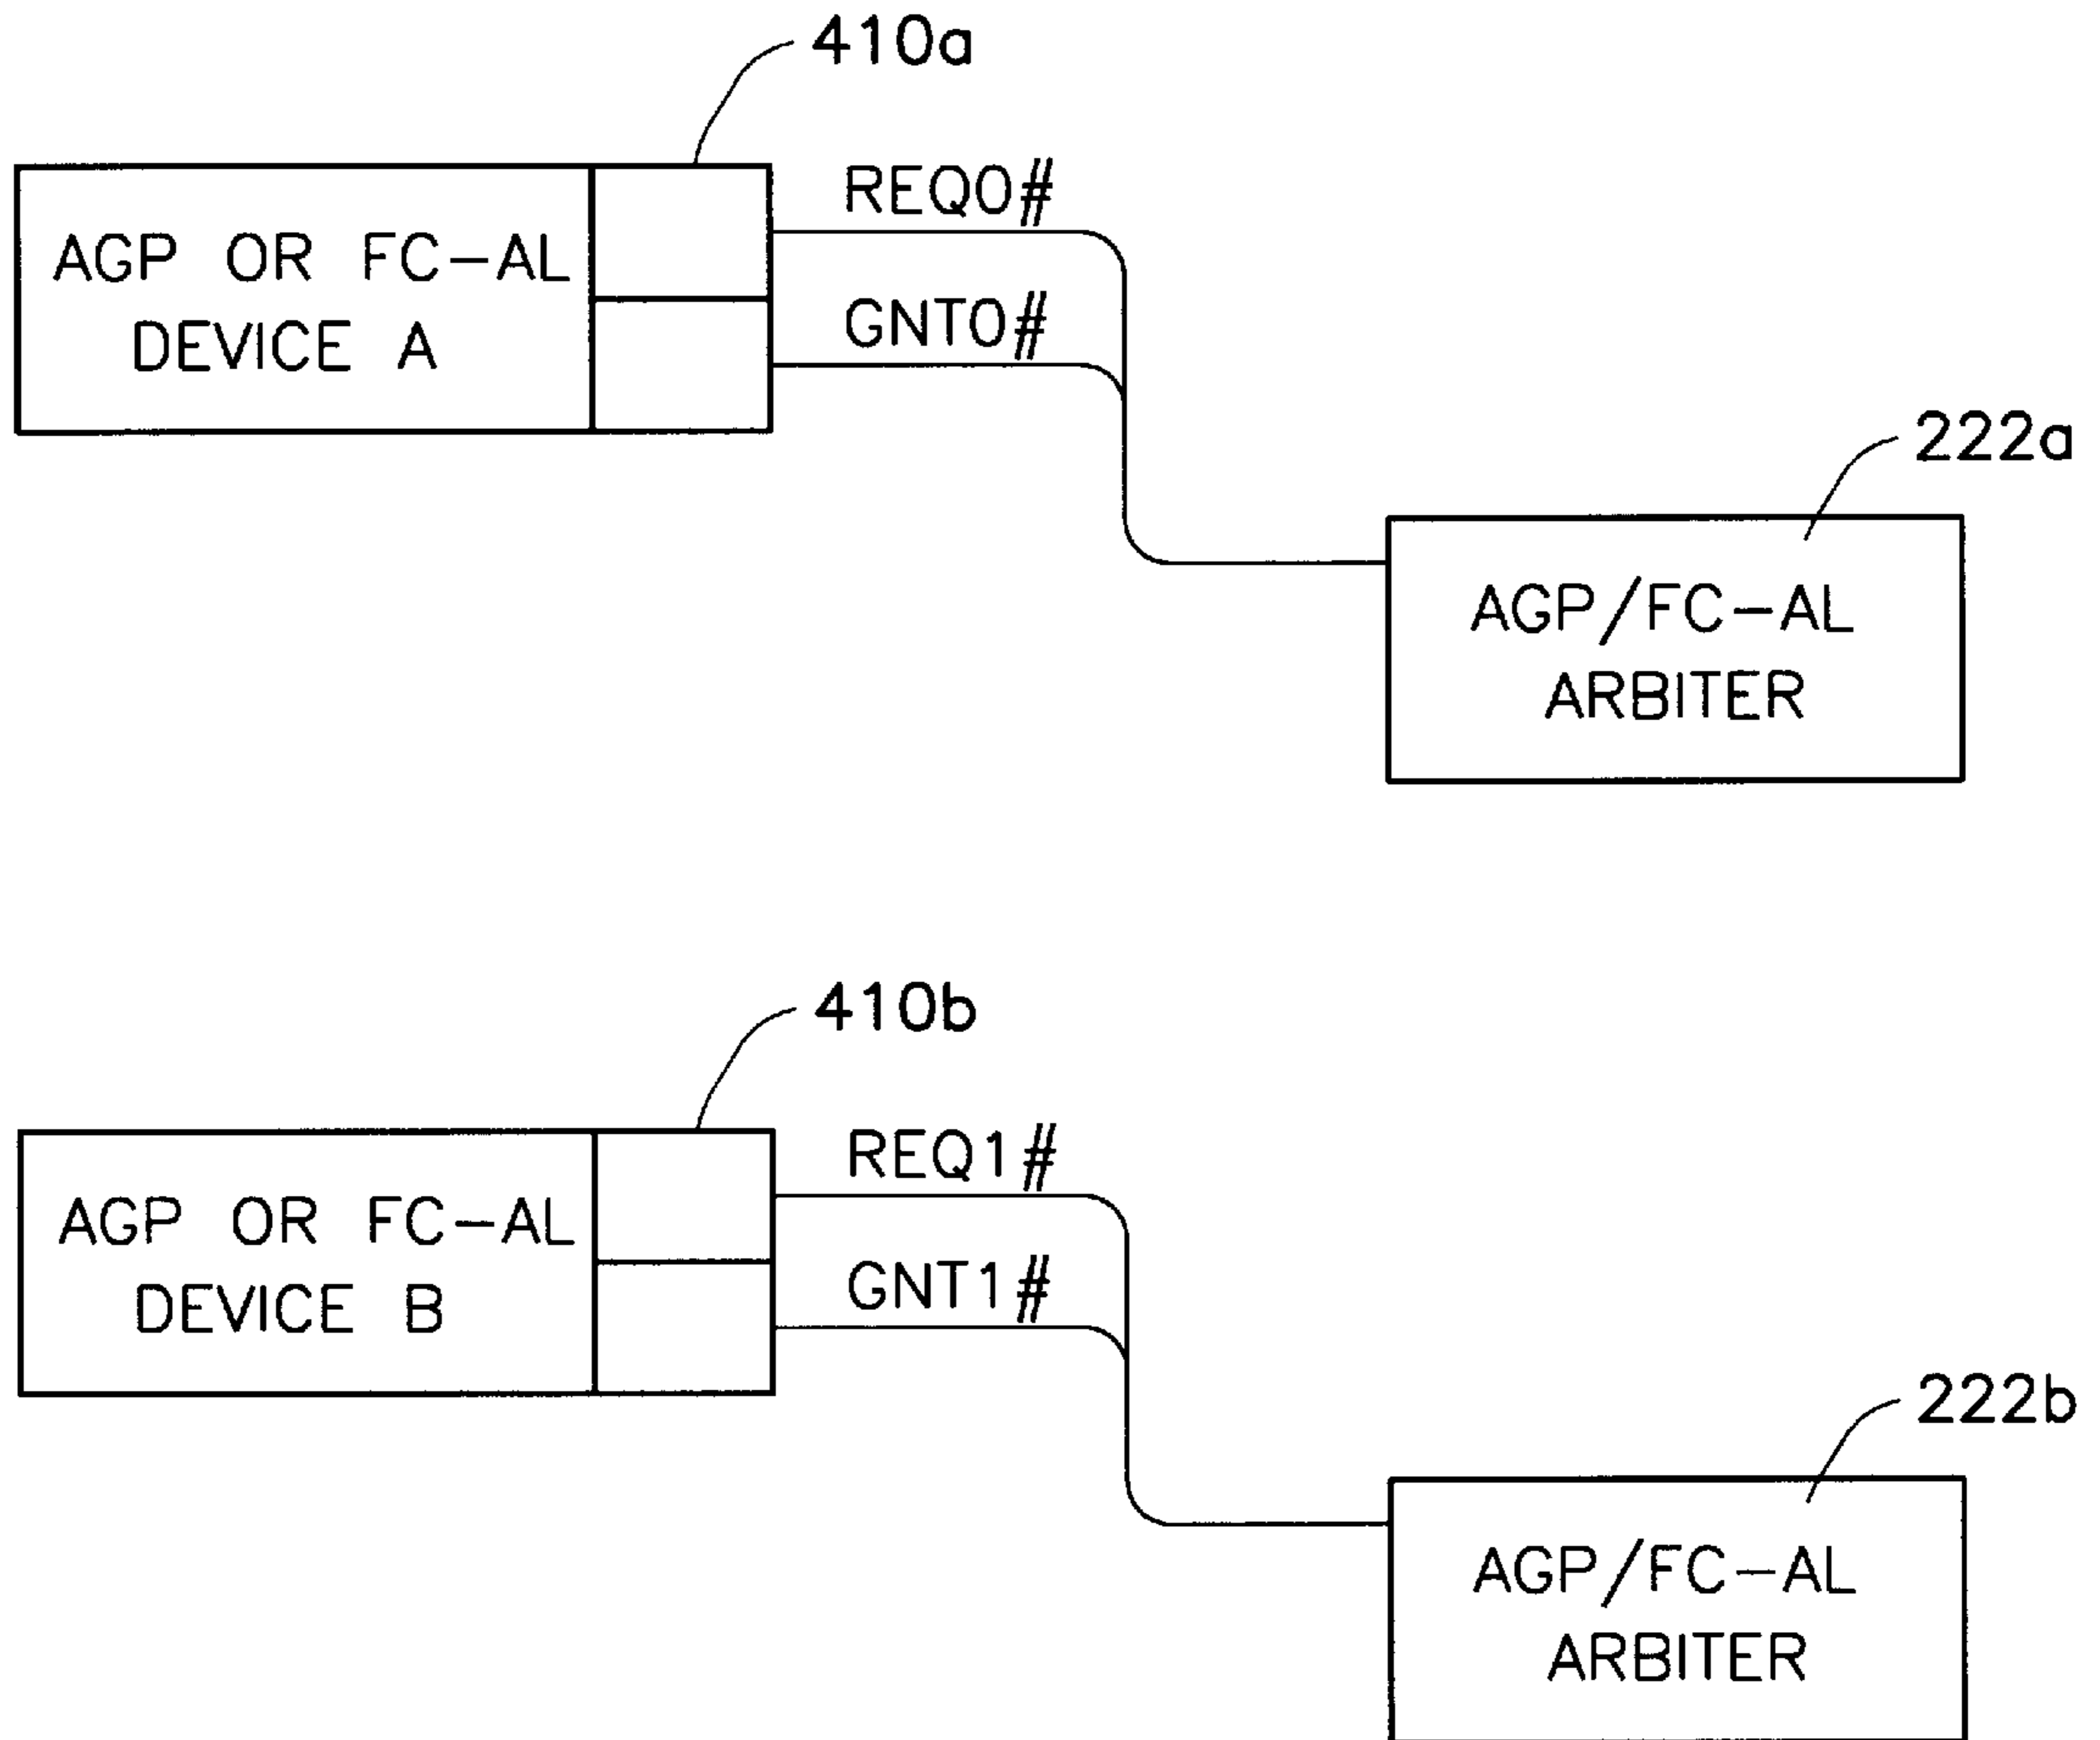 410a
REQ0#
AGP OR FC-AL
DEVICE A
GNT0#
222a
AGP/FC-AL
ARBITER
410b
REQ1#
AGP OR FC-AL
DEVICE B
GNT1#
222b
AGP/FC-AL
ARBITER